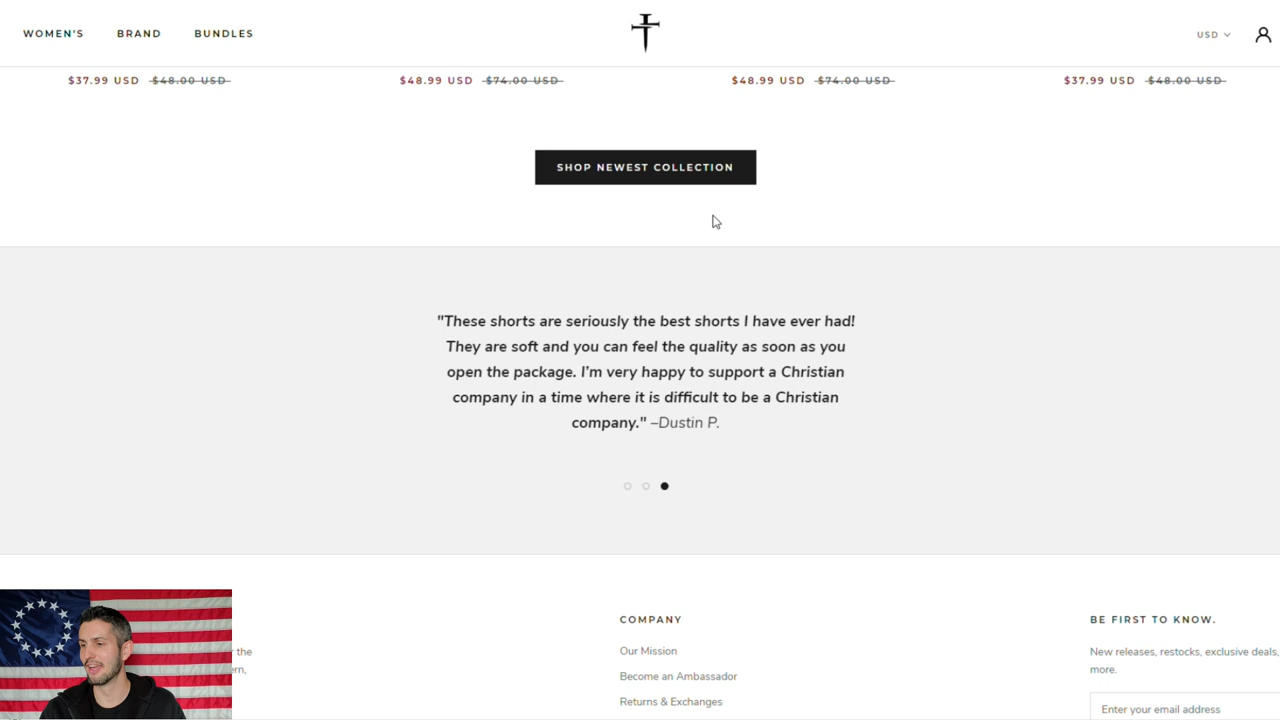 WOMEN'S BRAND BUNDLES USD
$37.99 USD $48.00 USD $48.99 USD $74.00 USD $48.99 USD $74.00 USD $37.99 USD $48.00 USD
SHOP NEWEST COLLECTION
"These shorts are seriously the best shorts I have ever had!
They are soft and you can feel the quality as soon as you
open the package. I'm very happy to support a Christian
company in a time where it is difficult to be a Christian
company." –Dustin P.
the
ern,
COMPANY
Our Mission
Become an Ambassador
Returns & Exchanges
BE FIRST TO KNOW.
New releases, restocks, exclusive deals,
more.
Enter your email address